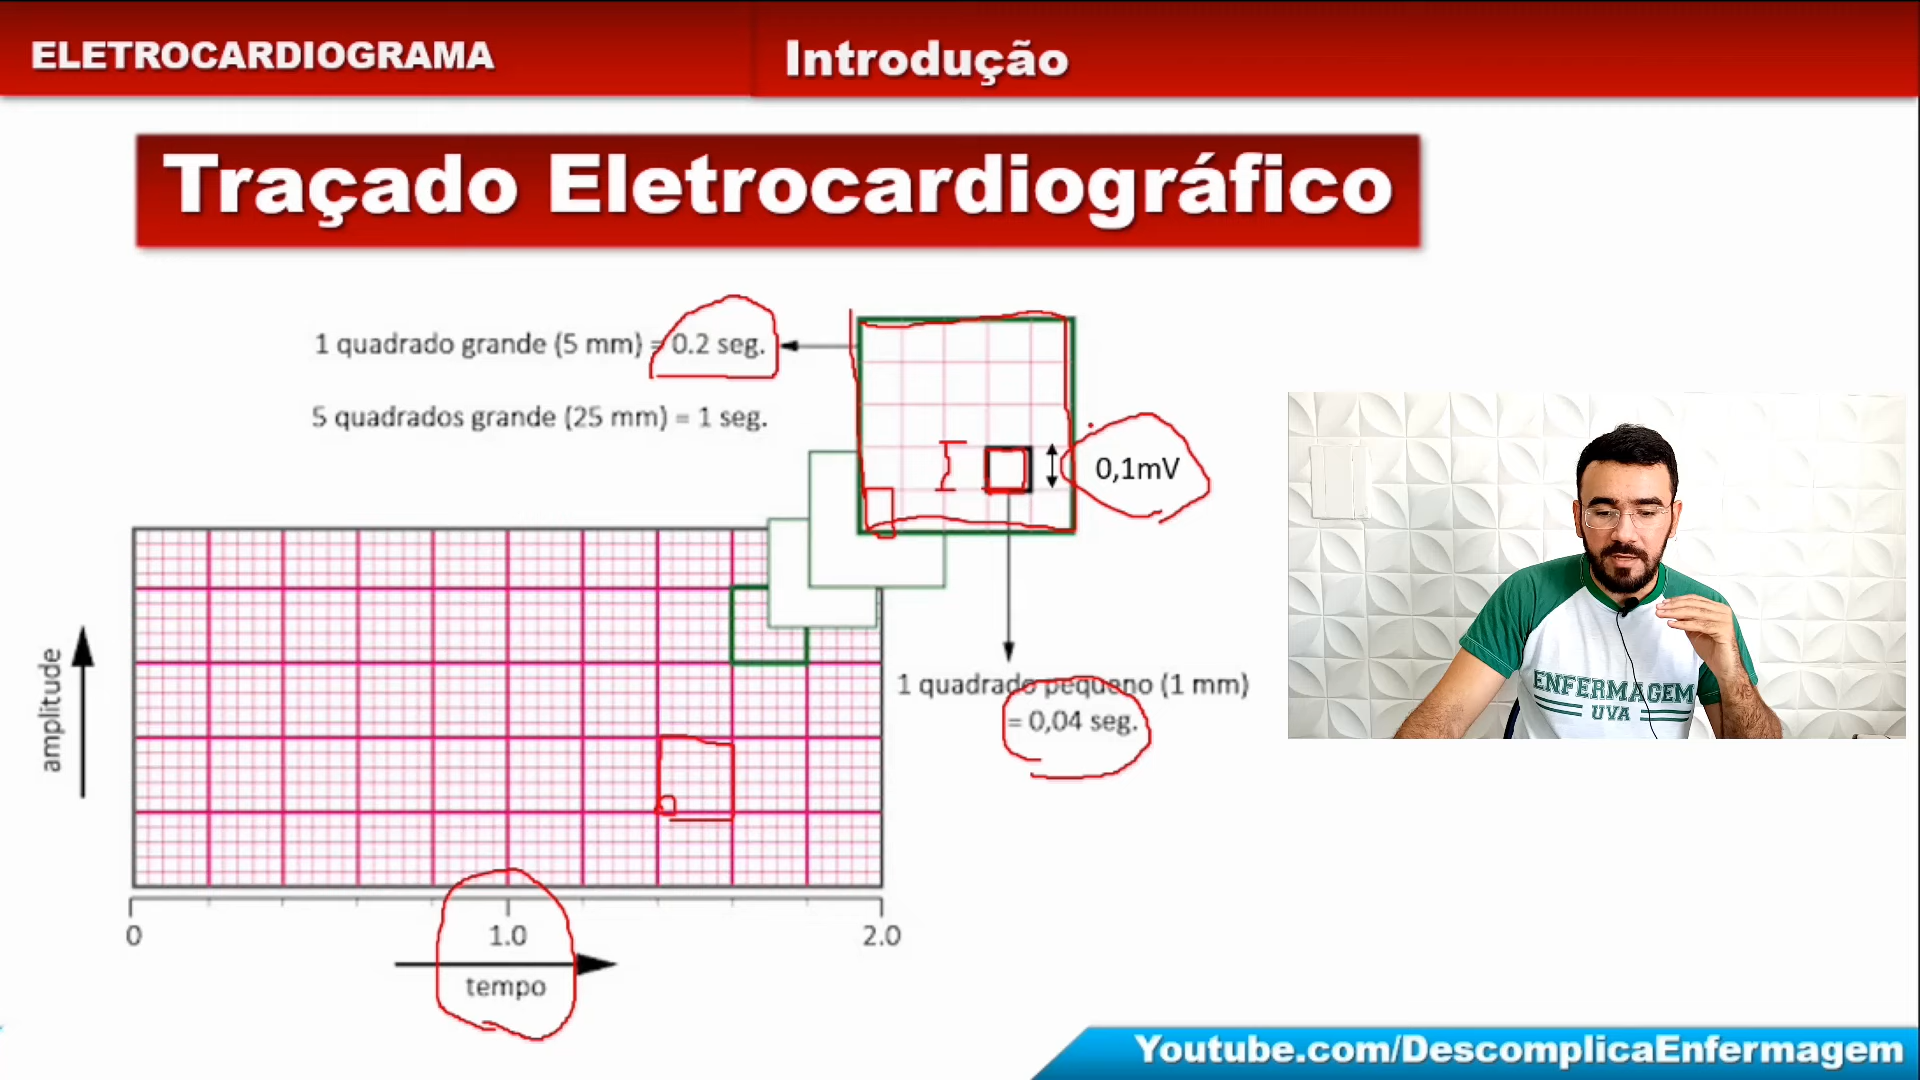 ELETROCARDIOGRAMA
Introdução
Traçado Eletrocardiográfico
1 quadrado grande (5 mm) = 0.2 seg.
5 quadrados grande (25 mm) = 1 seg.
0,1mV
1 quadrado pequeno (1 mm)
= 0,04 seg.
amplitude
0 1.0 2.0
tempo
ENFERMAGEM
UVA
Youtube.com/DescomplicaEnfermagem